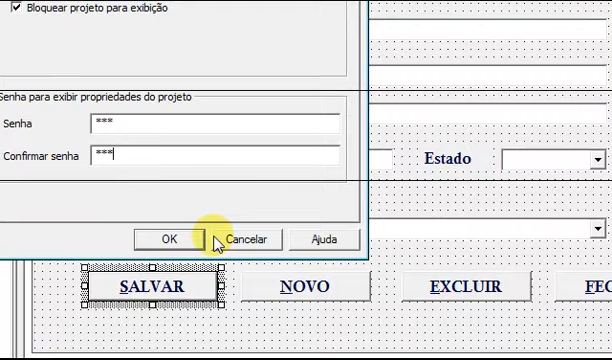 Bloquear projeto para exibição
Senha para exibir propriedades do projeto
Senha ***
Confirmar senha ***
Estado
OK Cancelar Ajuda
SALVAR NOVO EXCLUIR FEC